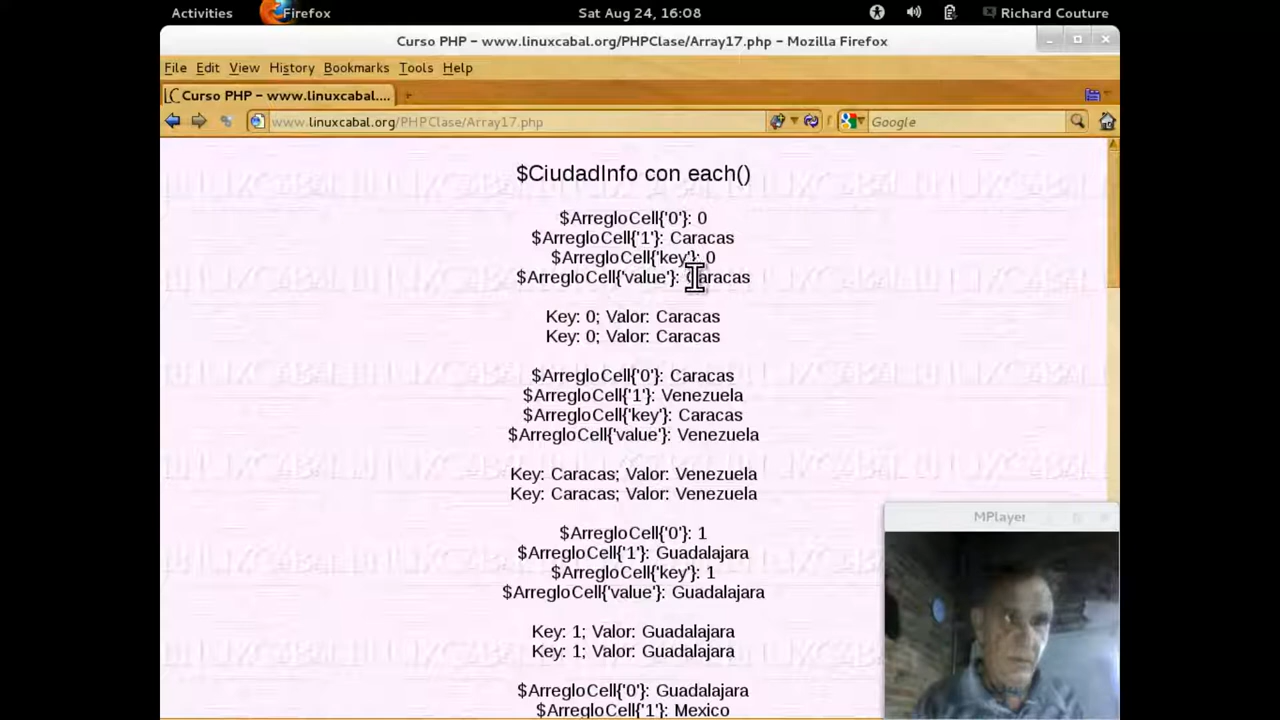 Activities
Firefox
Sat Aug 24, 16:08
Richard Couture
Curso PHP – www.linuxcabal.org/PHPClase/Array17.php – Mozilla Firefox
File Edit View History Bookmarks Tools Help
Curso PHP – www.linuxcabal.org....
www.linuxcabal.org/PHPClase/Array17.php
Google
$CiudadInfo con each()
$ArregloCell{'0'}: 0
$ArregloCell{'1'}: Caracas
$ArregloCell{'key'}: 0
$ArregloCell{'value'}: Caracas
Key: 0; Valor: Caracas
Key: 0; Valor: Caracas
$ArregloCell{'0'}: Caracas
$ArregloCell{'1'}: Venezuela
$ArregloCell{'key'}: Caracas
$ArregloCell{'value'}: Venezuela
Key: Caracas; Valor: Venezuela
Key: Caracas; Valor: Venezuela
$ArregloCell{'0'}: 1
$ArregloCell{'1'}: Guadalajara
$ArregloCell{'key'}: 1
$ArregloCell{'value'}: Guadalajara
Key: 1; Valor: Guadalajara
Key: 1; Valor: Guadalajara
$ArregloCell{'0'}: Guadalajara
$ArregloCell{'1'}: Mexico
MPlayer